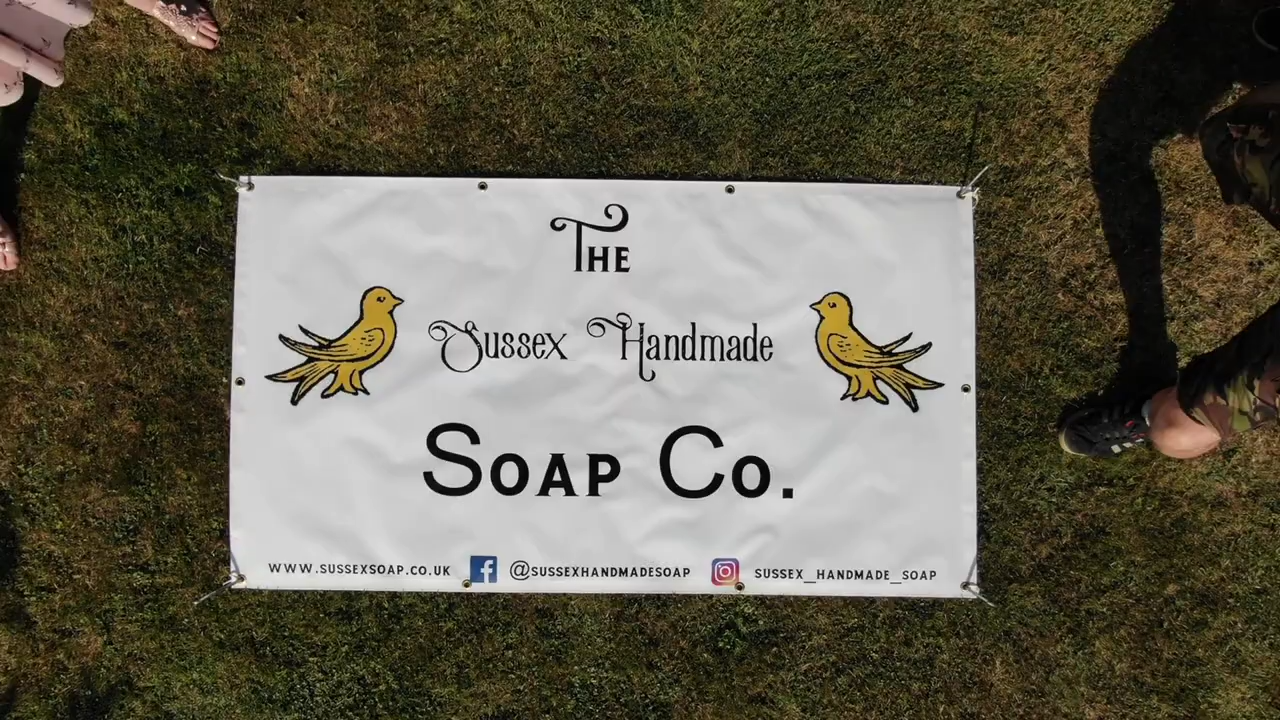 The
Sussex Handmade
Soap Co.
WWW.SUSSEXSOAP.CO.UK @SUSSEXHANDMADESOAP SUSSEX_HANDMADE_SOAP